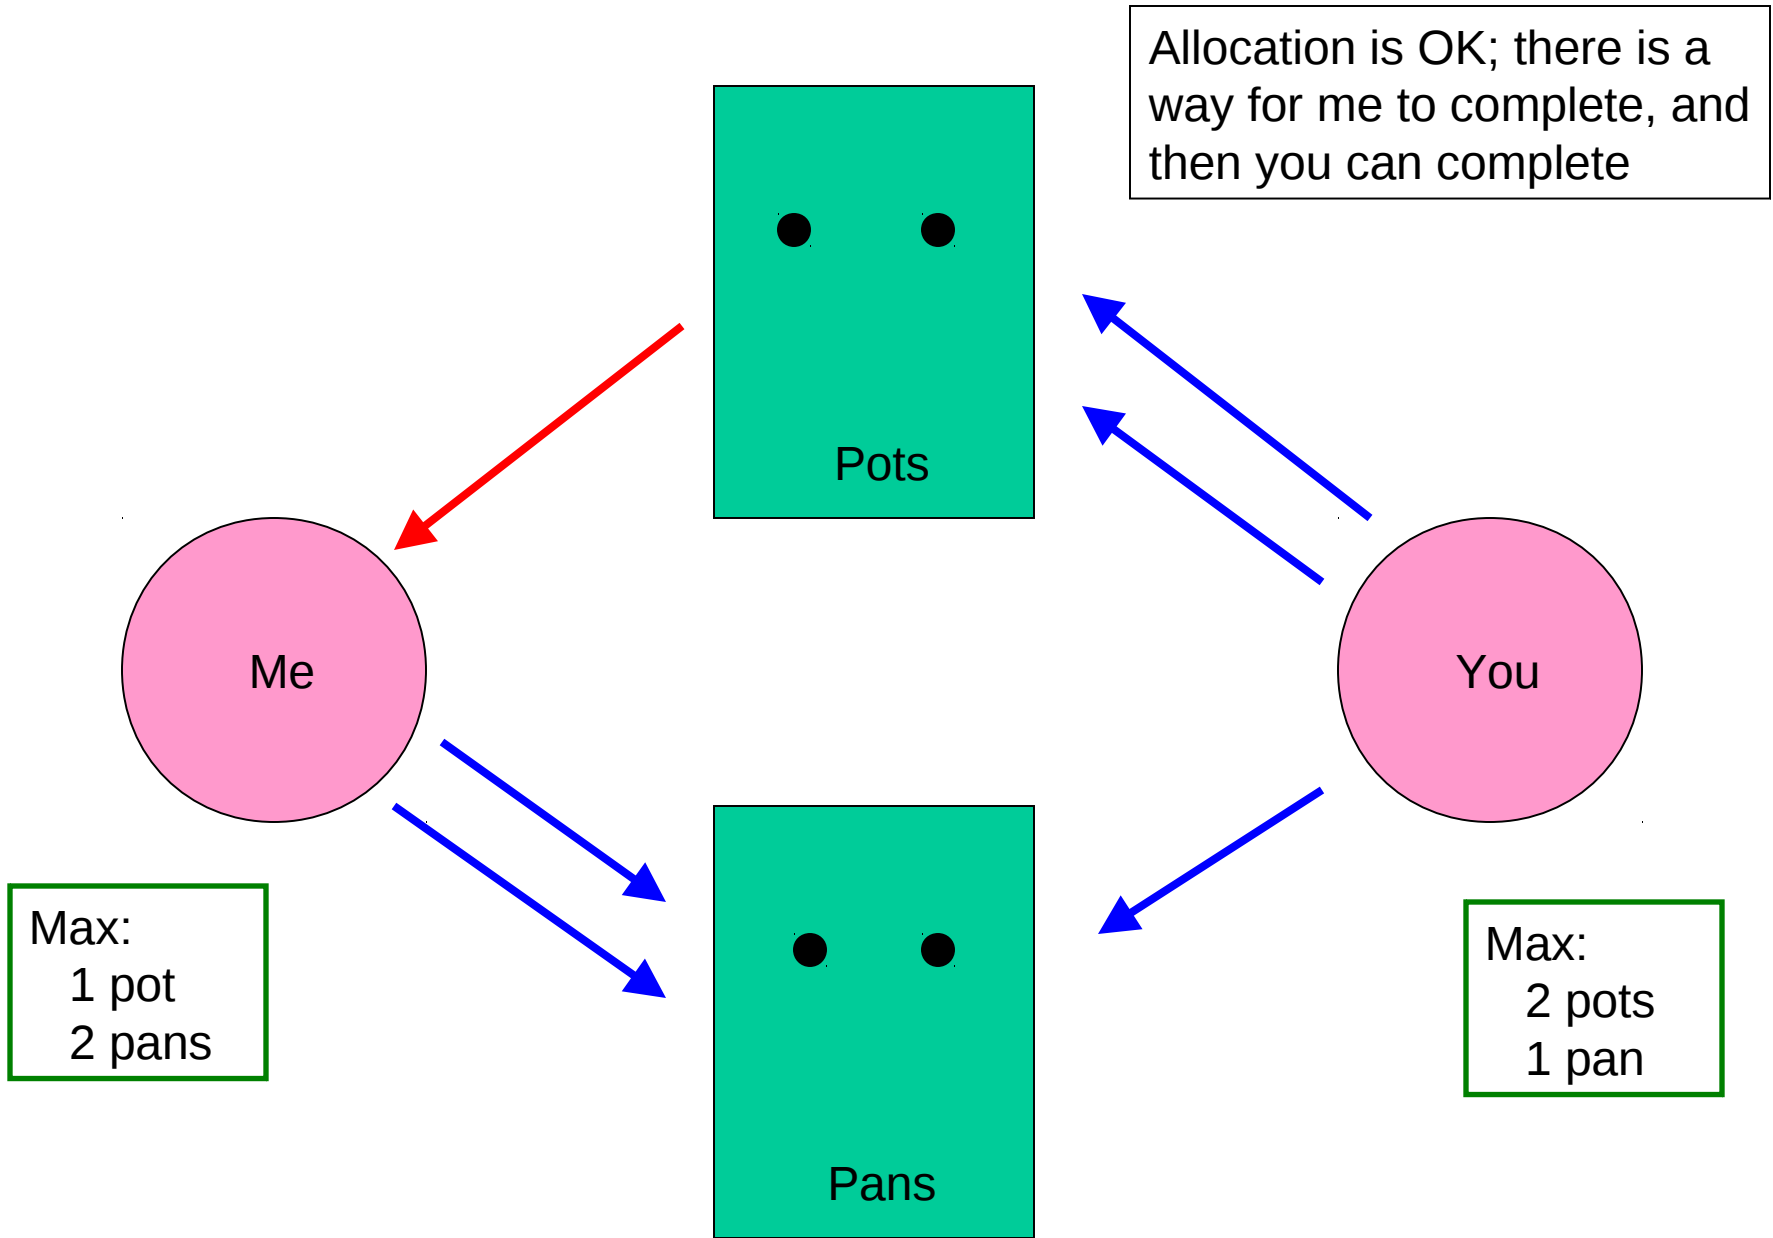 Allocation is OK; there is a
way for me to complete, and
then you can complete
Pots
Me
You
Max:
1 pot
2 pans
Max:
2 pots
1 pan
Pans